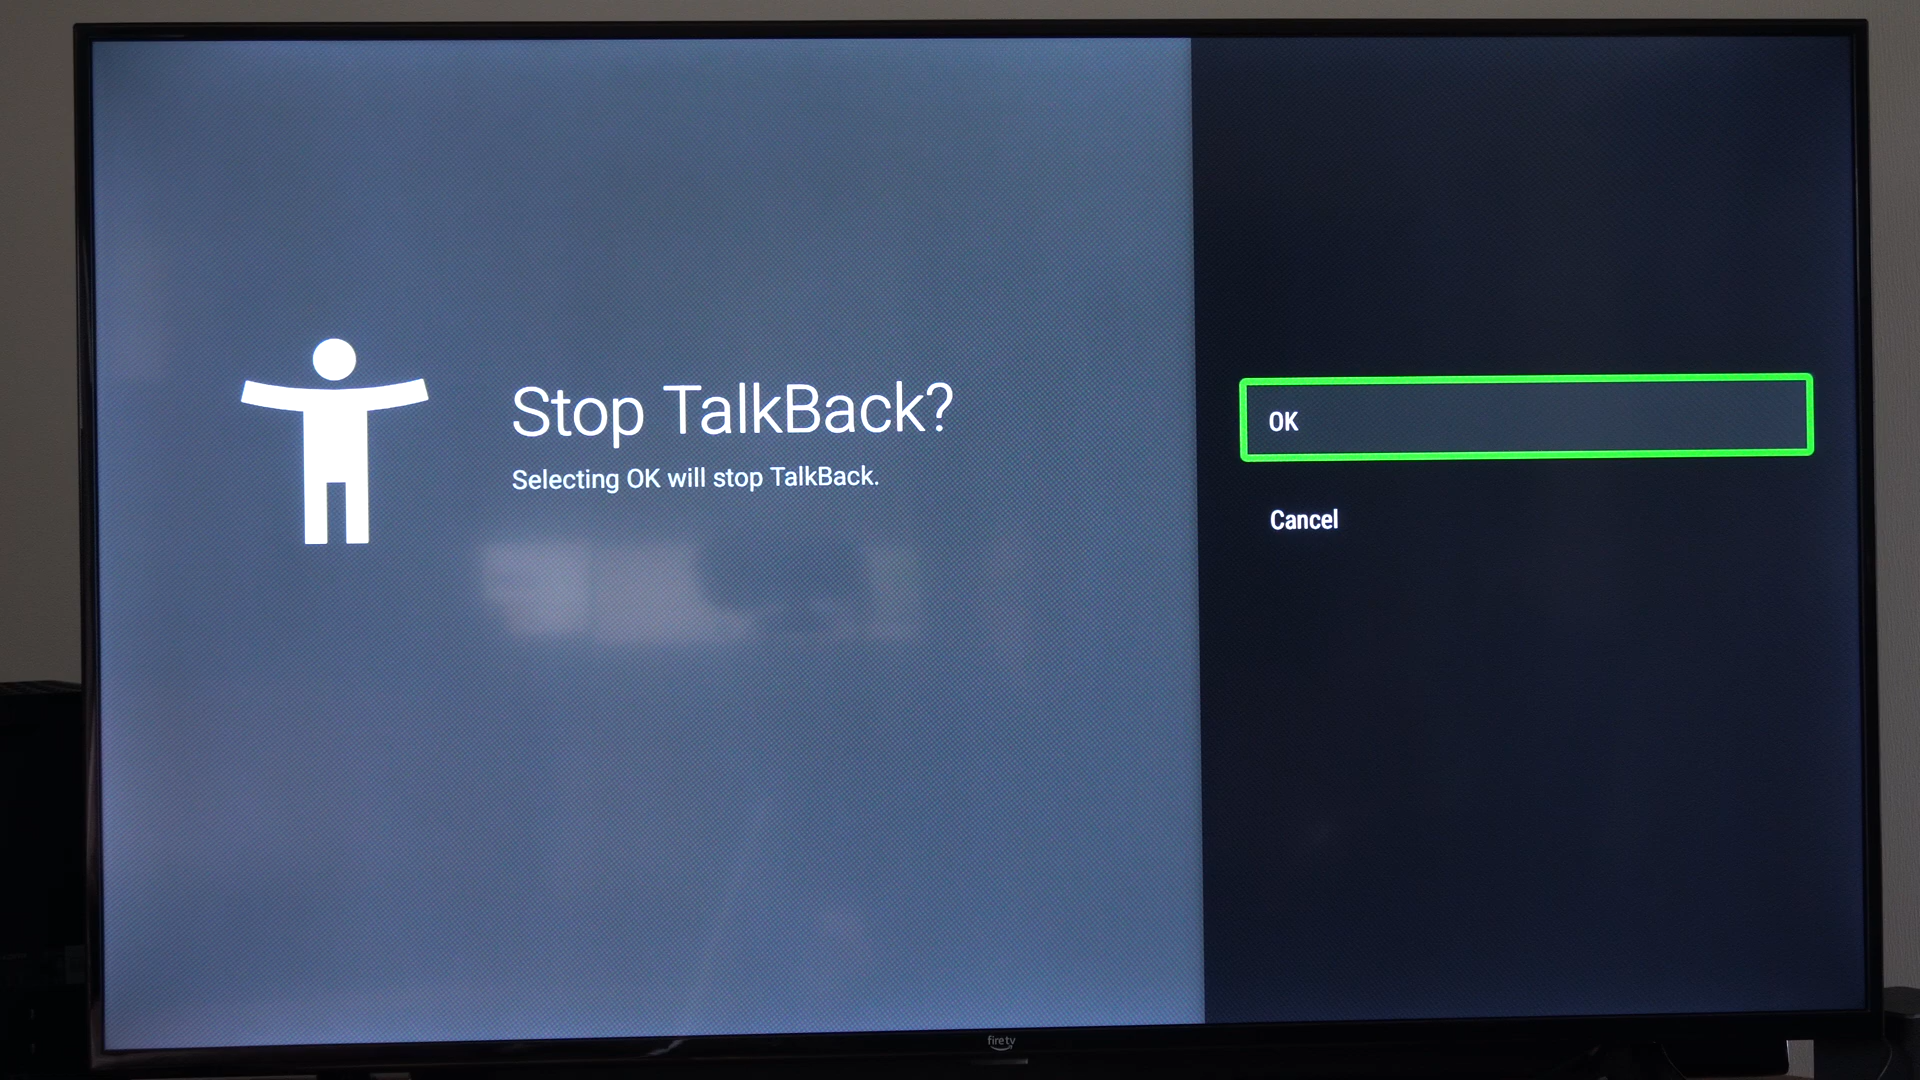 Stop TalkBack?
Selecting OK will stop TalkBack.
OK
Cancel
firetv